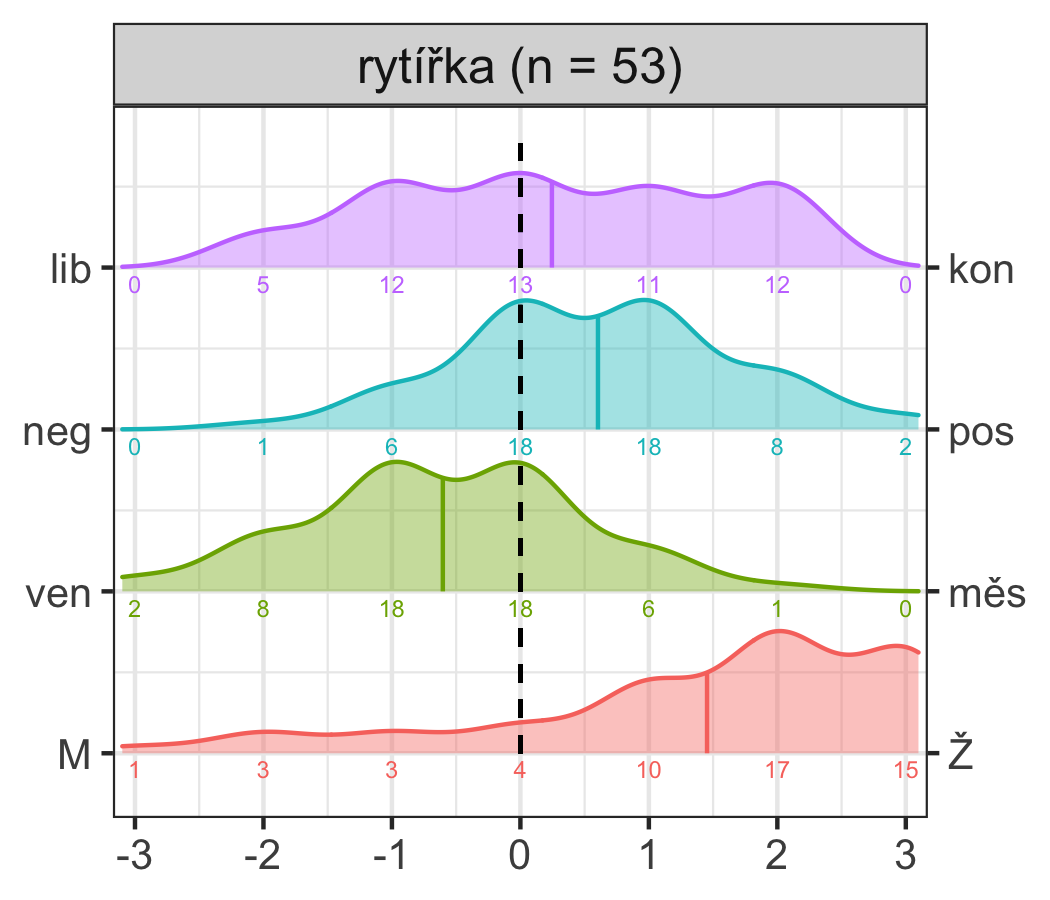 rytířka (n = 53)
lib kon
0 5 12 13 11 12 0
neg pos
0 1 6 18 18 8 2
ven měs
2 8 18 18 6 1 0
M Ž
1 3 3 4 10 17 15
-3 -2 -1 0 1 2 3